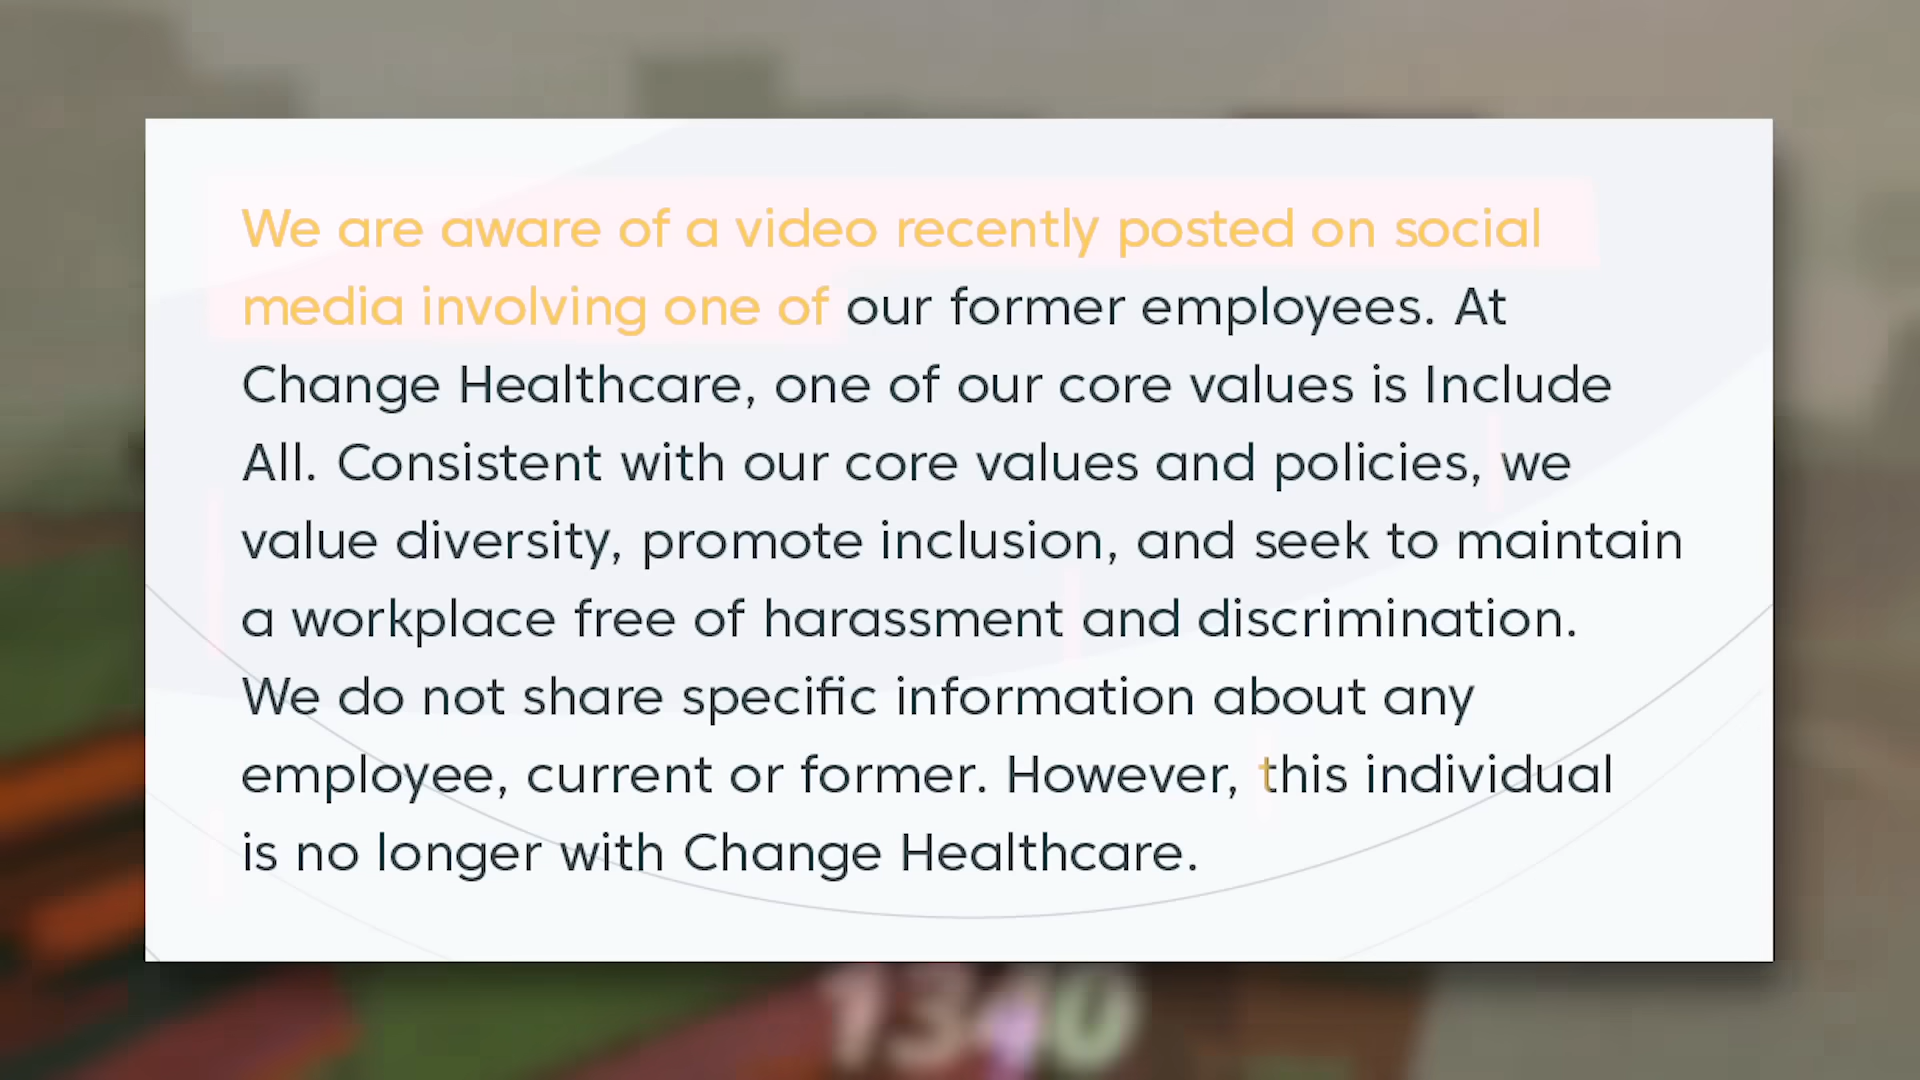 We are aware of a video recently posted on social
media involving one of our former employees. At
Change Healthcare, one of our core values is Include
All. Consistent with our core values and policies, we
value diversity, promote inclusion, and seek to maintain
a workplace free of harassment and discrimination.
We do not share specific information about any
employee, current or former. However, this individual
is no longer with Change Healthcare.
1340